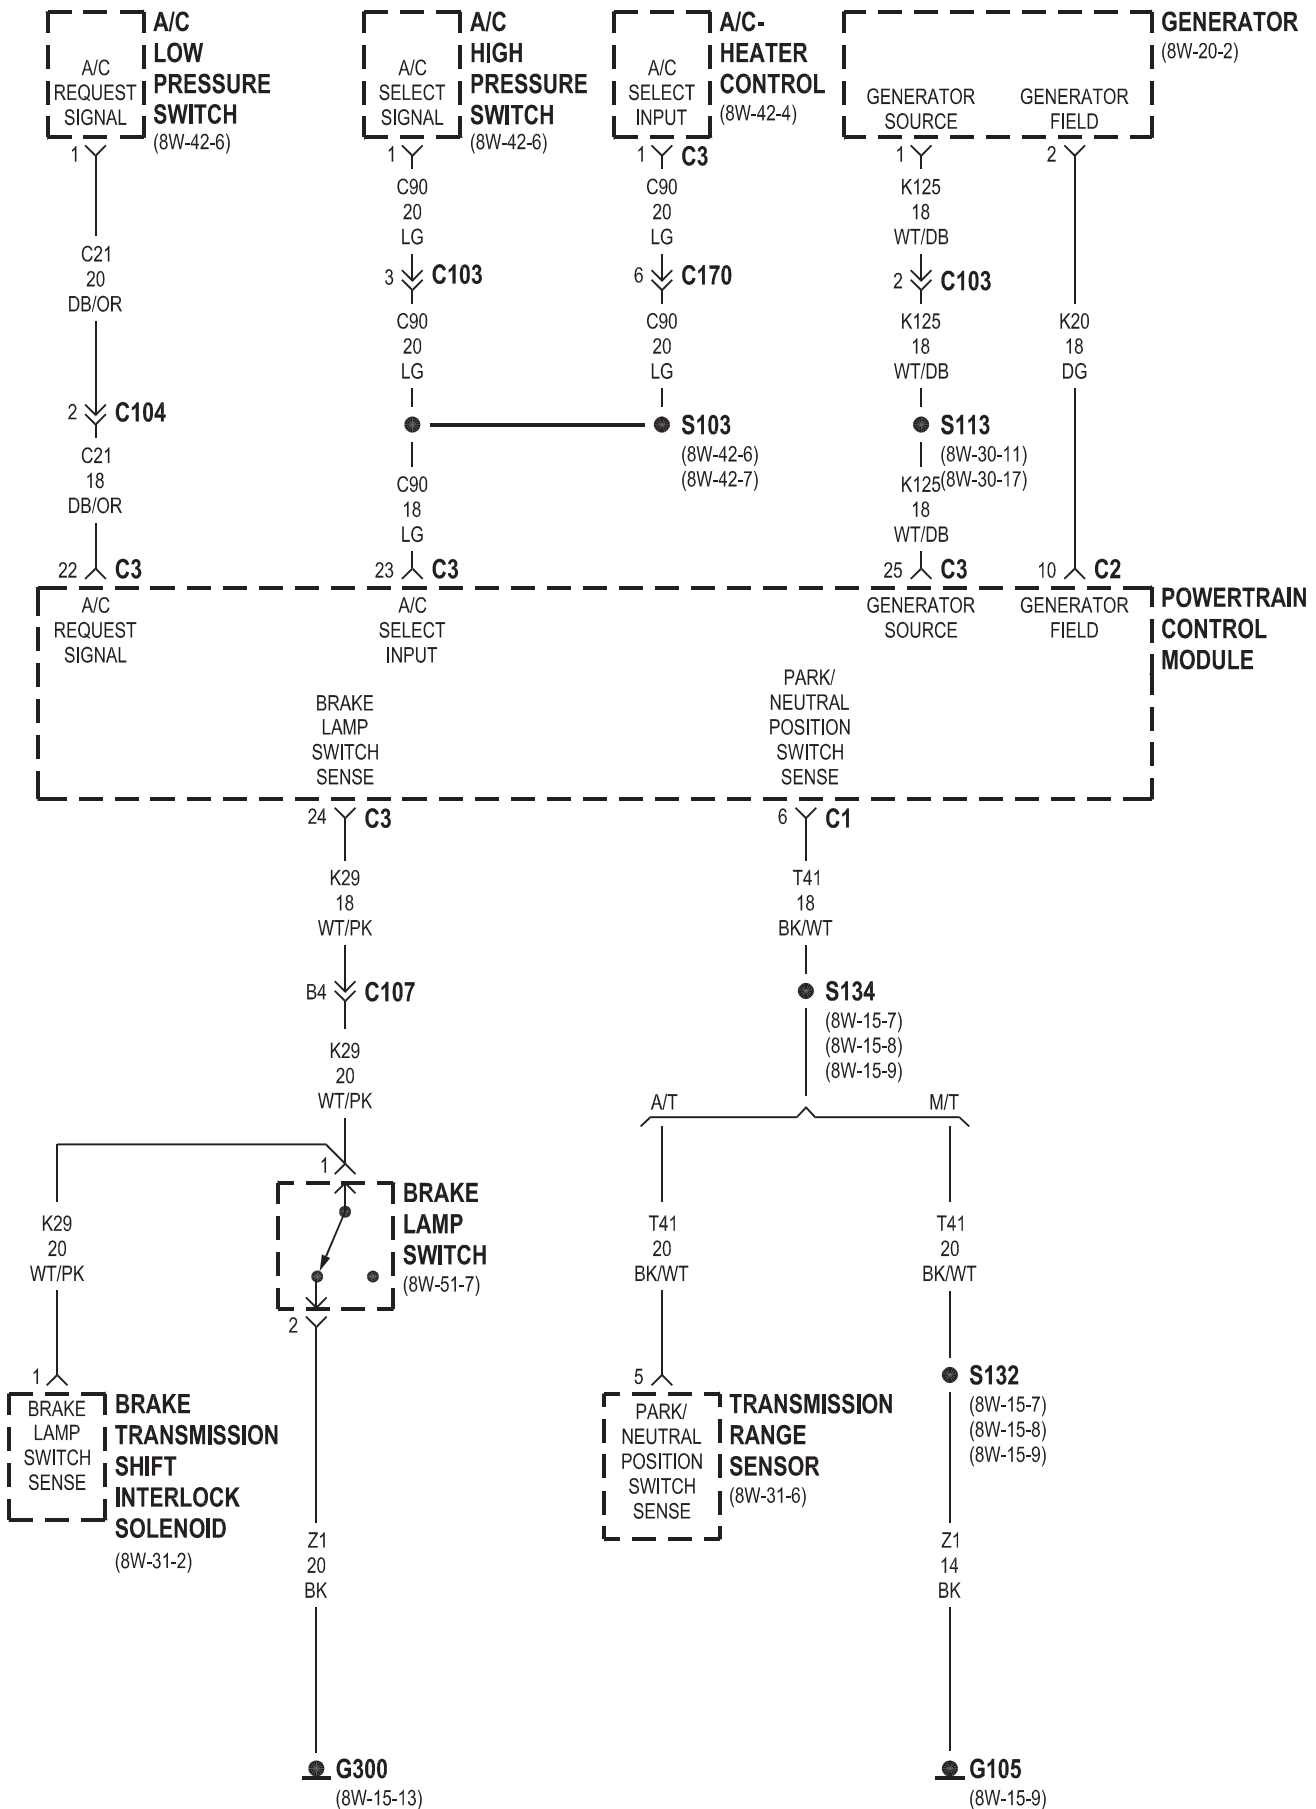 A/C
LOW
PRESSURE
SWITCH
(8W-42-6)
A/C
REQUEST
SIGNAL
1
C21
20
DB/OR
2
C104
C21
18
DB/OR
22
C3
A/C
HIGH
PRESSURE
SWITCH
(8W-42-6)
A/C
SELECT
SIGNAL
1
C90
20
LG
3
C103
C90
20
LG
C90
18
LG
23
C3
A/C-
HEATER
CONTROL
(8W-42-4)
A/C
SELECT
INPUT
1
C3
C90
20
LG
6
C170
C90
20
LG
S103
(8W-42-6)
(8W-42-7)
GENERATOR
(8W-20-2)
GENERATOR
SOURCE
1
K125
18
WT/DB
2
C103
K125
18
WT/DB
S113
(8W-30-11)
(8W-30-17)
K125
18
WT/DB
25
C3
GENERATOR
FIELD
2
K20
18
DG
10
C2
POWERTRAIN
CONTROL
MODULE
A/C
REQUEST
SIGNAL
A/C
SELECT
INPUT
GENERATOR
SOURCE
GENERATOR
FIELD
BRAKE
LAMP
SWITCH
SENSE
PARK/
NEUTRAL
POSITION
SWITCH
SENSE
24
C3
K29
18
WT/PK
B4
C107
K29
20
WT/PK
1
BRAKE
LAMP
SWITCH
(8W-51-7)
2
K29
20
WT/PK
1
BRAKE
LAMP
SWITCH
SENSE
BRAKE
TRANSMISSION
SHIFT
INTERLOCK
SOLENOID
(8W-31-2)
Z1
20
BK
G300
(8W-15-13)
6
C1
T41
18
BK/WT
S134
(8W-15-7)
(8W-15-8)
(8W-15-9)
A/T
M/T
T41
20
BK/WT
5
PARK/
NEUTRAL
POSITION
SWITCH
SENSE
TRANSMISSION
RANGE
SENSOR
(8W-31-6)
T41
20
BK/WT
S132
(8W-15-7)
(8W-15-8)
(8W-15-9)
Z1
14
BK
G105
(8W-15-9)